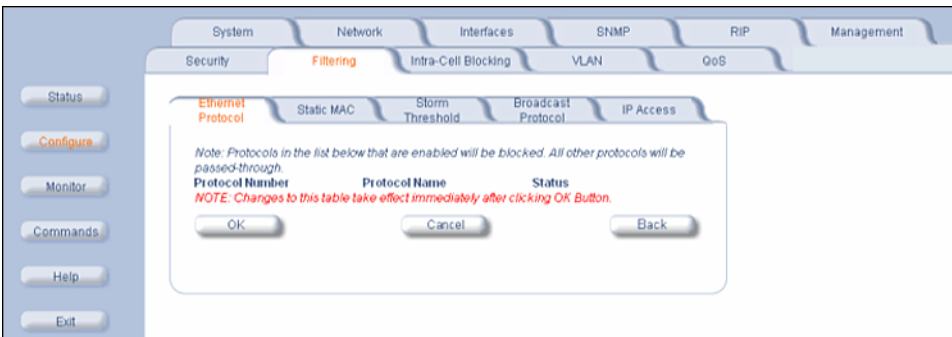 System Network Interfaces SNMP RIP Management
Security Filtering Intra-Cell Blocking VLAN QoS
Status
Configure
Monitor
Commands
Help
Exit
Ethernet Protocol Static MAC Storm Threshold Broadcast Protocol IP Access
Note: Protocols in the list below that are enabled will be blocked. All other protocols will be
passed-through.
Protocol Number Protocol Name Status
NOTE: Changes to this table take effect immediately after clicking OK Button.
OK Cancel Back